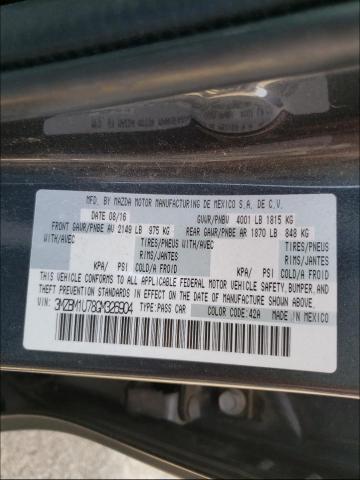 MFD BY MAZDA MOTOR MANUFACTURING DE MEXICO S.A. DE C.V.
DATE 08/16 GVWR/PNBV 4001 LB 1815 KG
FRONT GAWR/PNBE AV 2149 LB 975 KG REAR GAWR/PNBE AR 1870 LB 848 KG
WITH/AVEC TIRES/PNEUS WITH/AVEC TIRES/PNEUS
RIMS/JANTES RIMS/JANTES
KPA/ PSI COLD/A FROID KPA/ PSI COLD/A FROID
THIS VEHICLE CONFORMS TO ALL APPLICABLE FEDERAL MOTOR VEHICLE SAFETY, BUMPER, AND
THEFT PREVENTION STANDARDS IN EFFECT ON THE DATE OF MANUFACTURE SHOWN ABOVE.
VIN: 3MZBM1U78GM326904 TYPE:PASS CAR COLOR CODE:42A MADE IN MEXICO